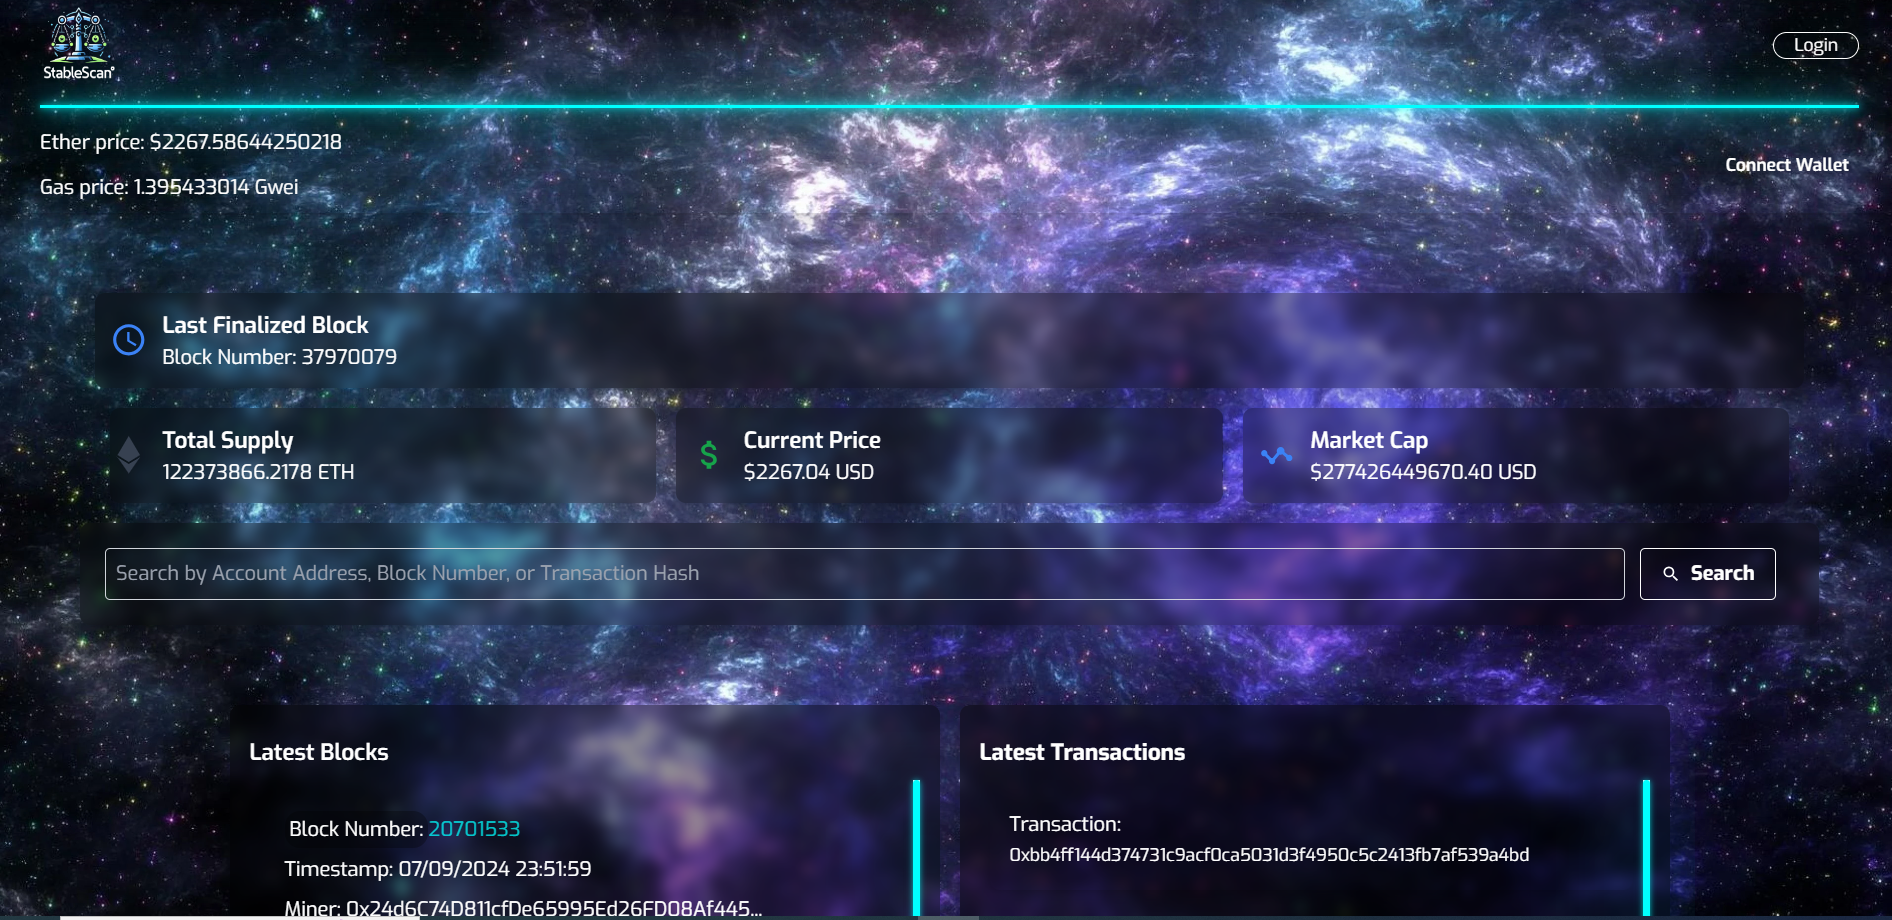 StableScan®
Login
Ether price: $2267.58644250218
Gas price: 1.395433014 Gwei
Connect Wallet
Last Finalized Block
Block Number: 37970079
Total Supply
122373866.2178 ETH
Current Price
$2267.04 USD
Market Cap
$277426449670.40 USD
Search by Account Address, Block Number, or Transaction Hash
Search
Latest Blocks
Block Number: 20701533
Timestamp: 07/09/2024 23:51:59
Miner: 0x24d6C74D811cfDe65995Ed26FD08Af445...
Latest Transactions
Transaction:
0xbb4ff144d374731c9acf0ca5031d3f4950c5c2413fb7af539a4bd